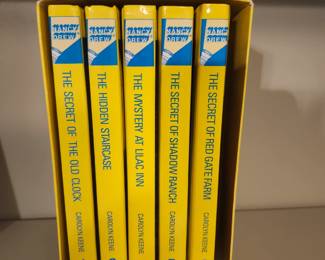 NANCY
DREW
THE SECRET OF THE OLD
CLOCK
CAROLYN KEENE
NANCY
DREW
THE HIDDEN STAIRCASE
CAROLYN KEENE
NANCY
DREW
THE MYSTERY AT LILAC INN
CAROLYN KEENE
NANCY
DREW
THE SECRET OF SHADOW RANCH
CAROLYN KEENE
NANCY
DREW
THE SECRET OF RED GATE FARM
CAROLYN KEENE